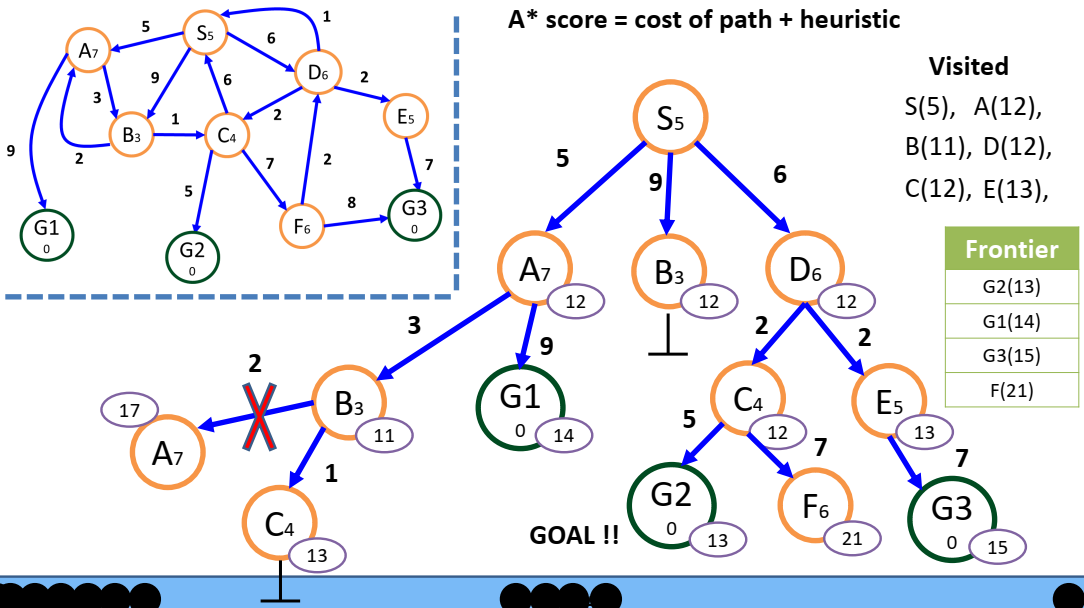 A* score = cost of path + heuristic
5
1
S5
A7
6
D6
9
6
2
3
2
E5
B3
1
C4
9
2
7
2
7
5
8
G1
0
G2
0
F6
G3
0
Visited
S(5), A(12),
B(11), D(12),
C(12), E(13),
Frontier
G2(13)
G1(14)
G3(15)
F(21)
S5
5
9
6
A7
12
B3
12
D6
12
3
9
2
2
2
17
A7
B3
11
G1
0
14
C4
12
E5
13
1
5
7
7
C4
13
GOAL !!
G2
0
13
F6
21
G3
0
15